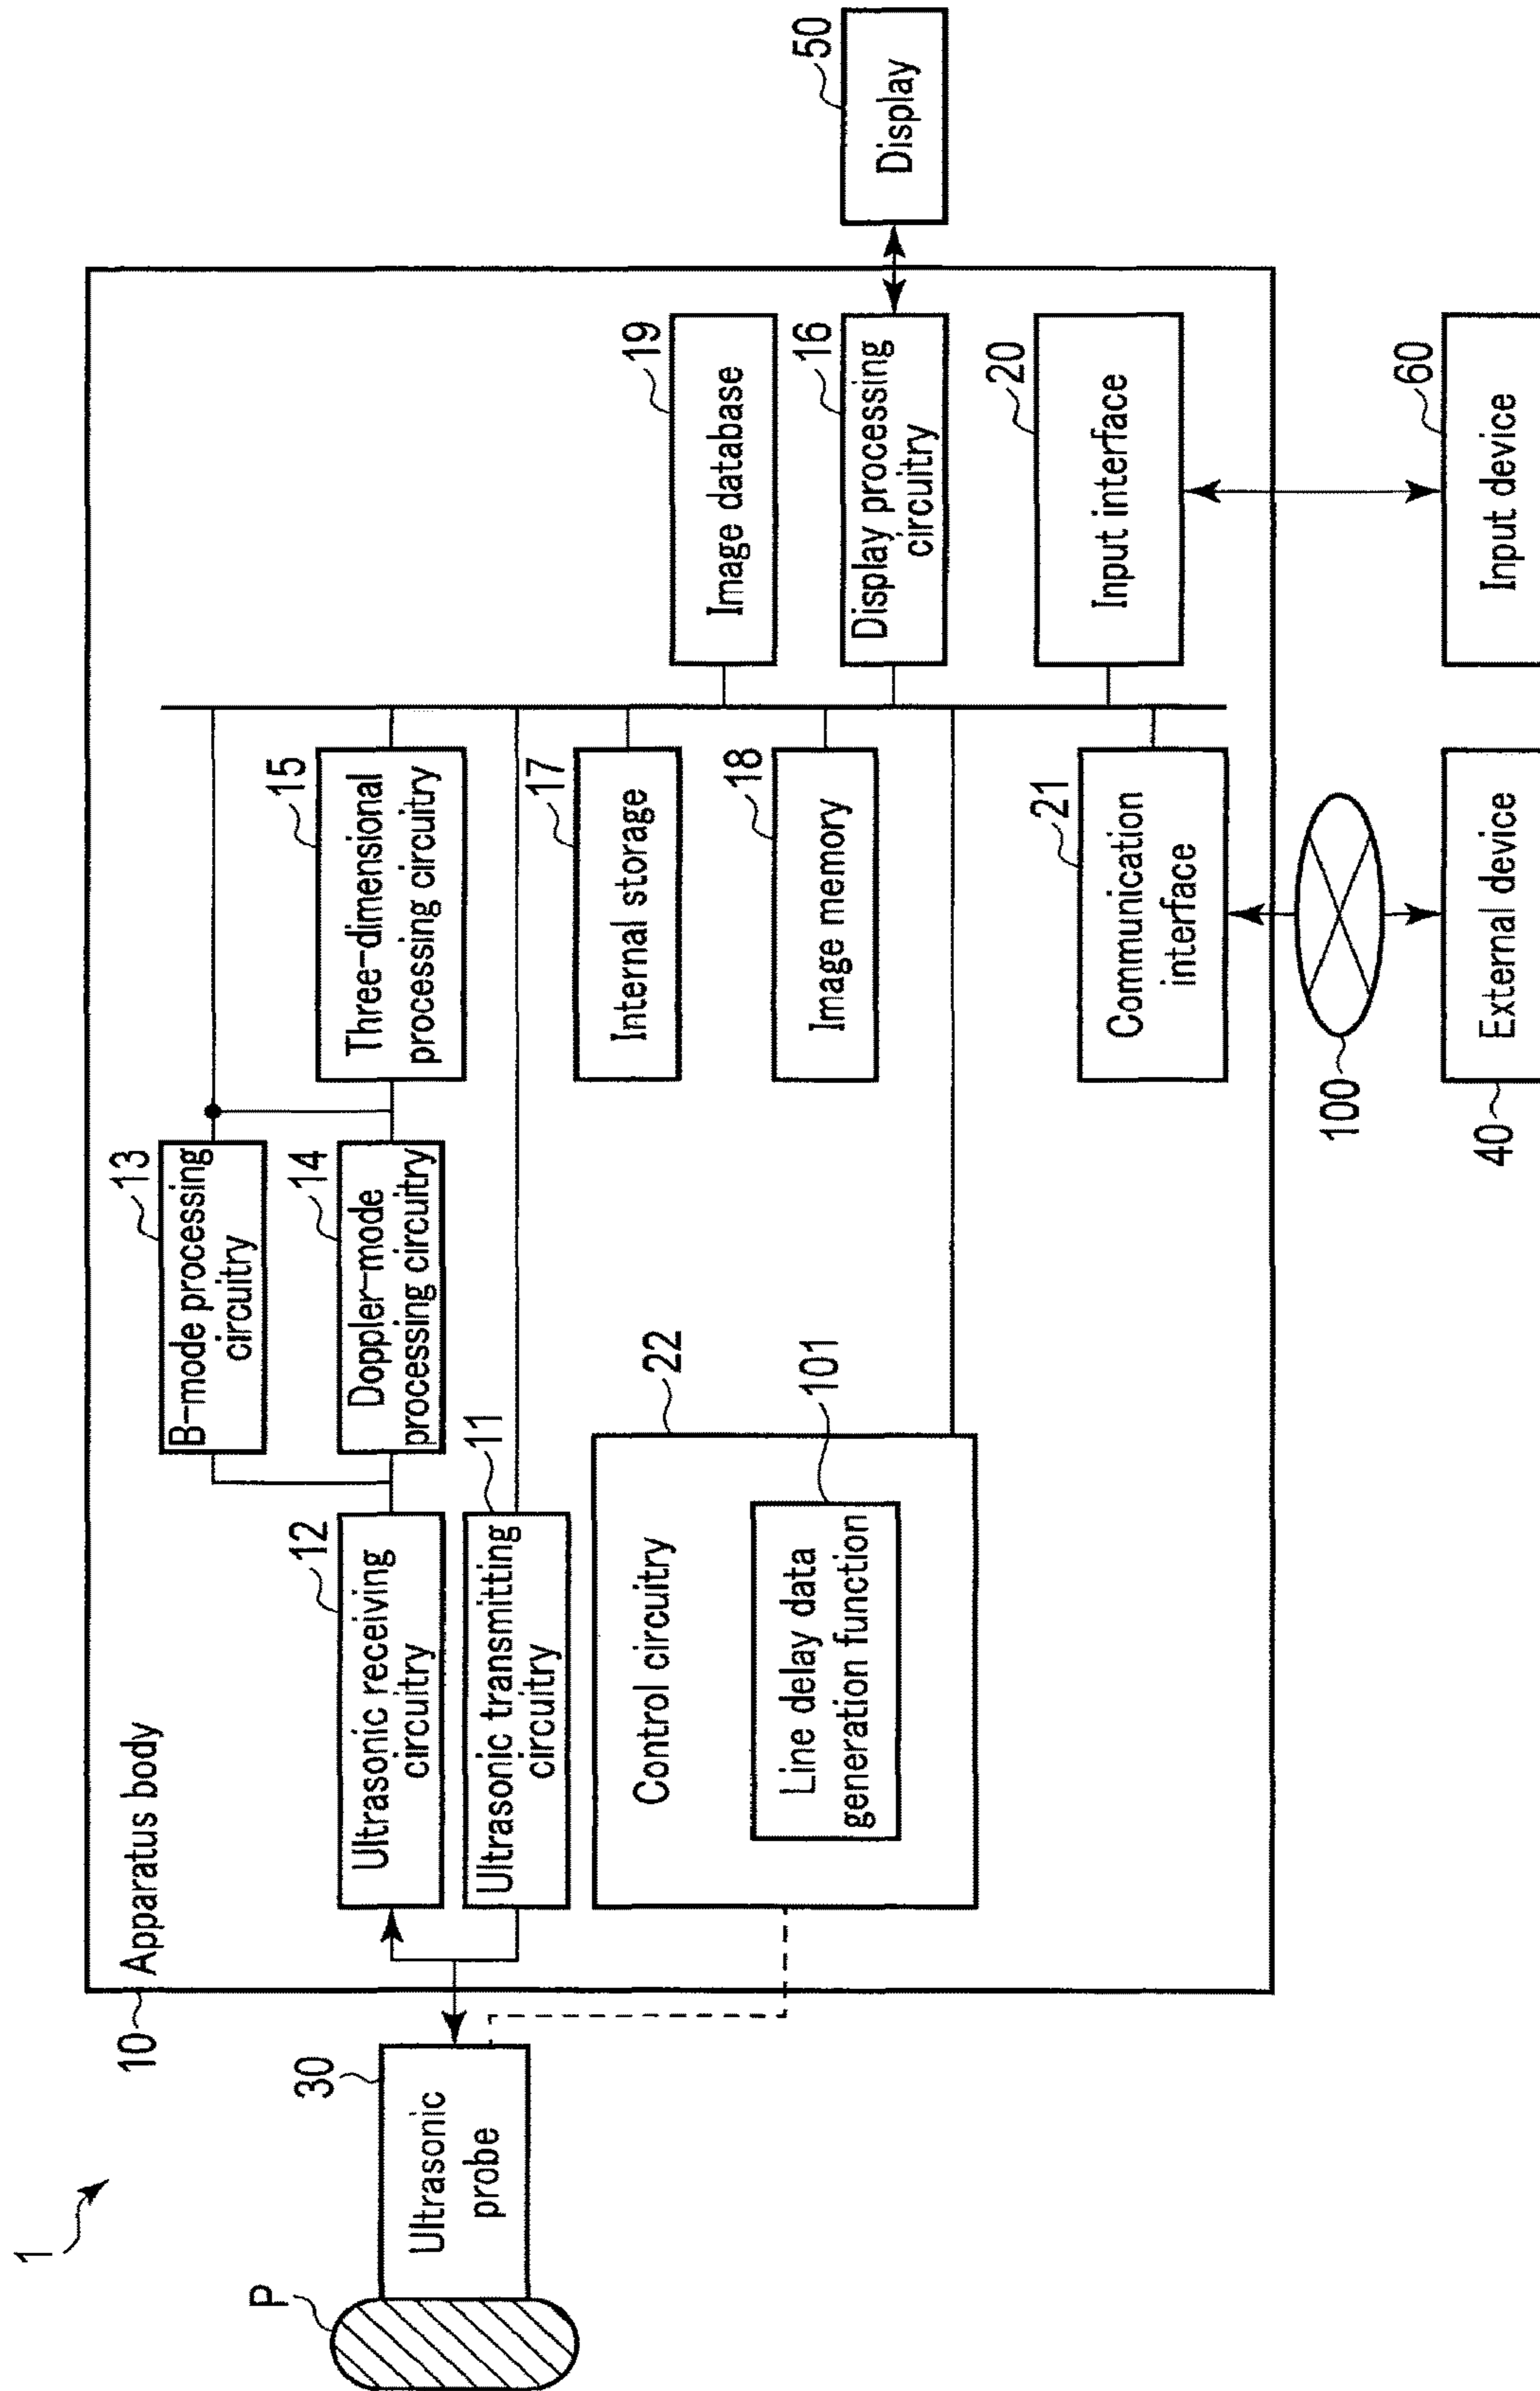 1
P
30
Ultrasonic
probe
10
Apparatus body
12
Ultrasonic receiving
circuitry
11
Ultrasonic transmitting
circuitry
22
Control circuitry
101
Line delay data
generation function
13
B-mode processing
circuitry
14
Doppler-mode
processing circuitry
15
Three-dimensional
processing circuitry
17
Internal storage
18
Image memory
21
Communication
interface
19
Image database
16
Display processing
circuitry
20
Input interface
50
Display
100
40
External device
60
Input device